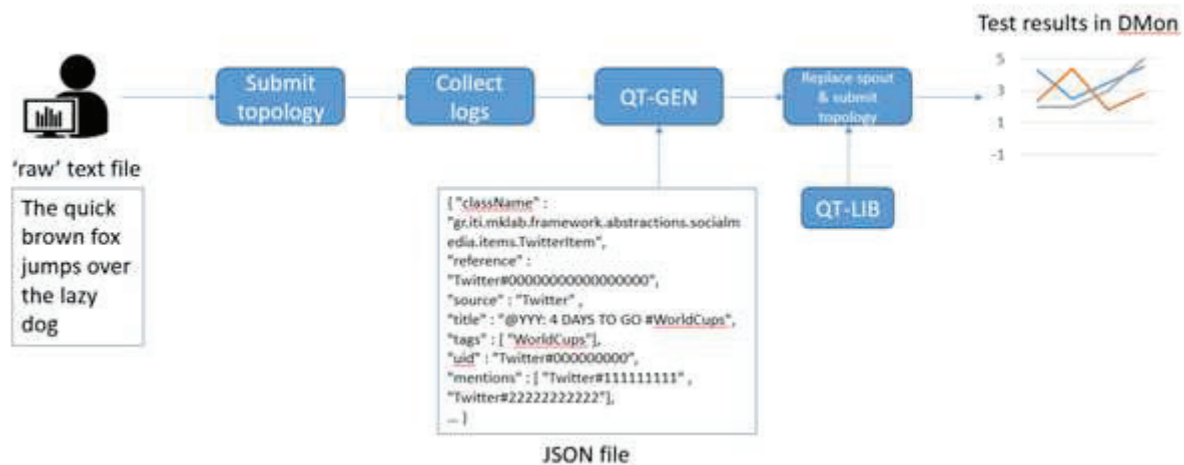 Test results in DMon
5
3
1
-1
Submit
topology
Collect
logs
QT-GEN
Replace spout
& submit
topology
QT-LIB
'raw' text file
The quick
brown fox
jumps over
the lazy
dog
{ "className" :
"gr.iti.mklab.framework.abstractions.socialm
edia.items.TwitterItem",
"reference" :
"Twitter#00000000000000000",
"source" : "Twitter" ,
"title" : "@YYY: 4 DAYS TO GO #WorldCups",
"tags" : [ "WorldCups"],
"uid" : "Twitter#000000000",
"mentions" : [ "Twitter#111111111" ,
"Twitter#22222222222"],
... }
JSON file